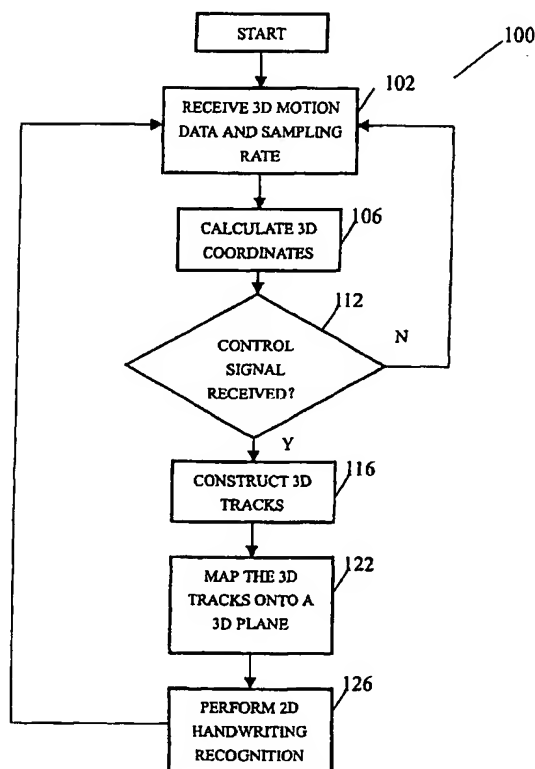 START
100
102
RECEIVE 3D MOTION
DATA AND SAMPLING
RATE
106
CALCULATE 3D
COORDINATES
112
CONTROL
SIGNAL
RECEIVED?
N
Y
116
CONSTRUCT 3D
TRACKS
122
MAP THE 3D
TRACKS ONTO A
3D PLANE
126
PERFORM 2D
HANDWRITING
RECOGNITION